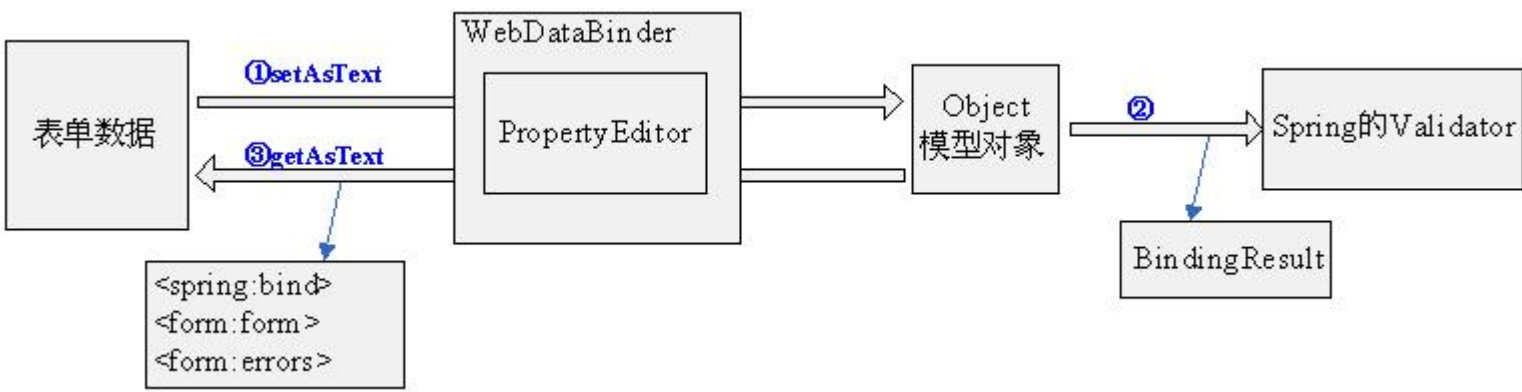 WebDataBinder
①setAsText
表单数据
PropertyEditor
Object
模型对象
②
Spring的Validator
③getAsText
BindingResult
<spring:bind>
<form:form>
<form:errors>